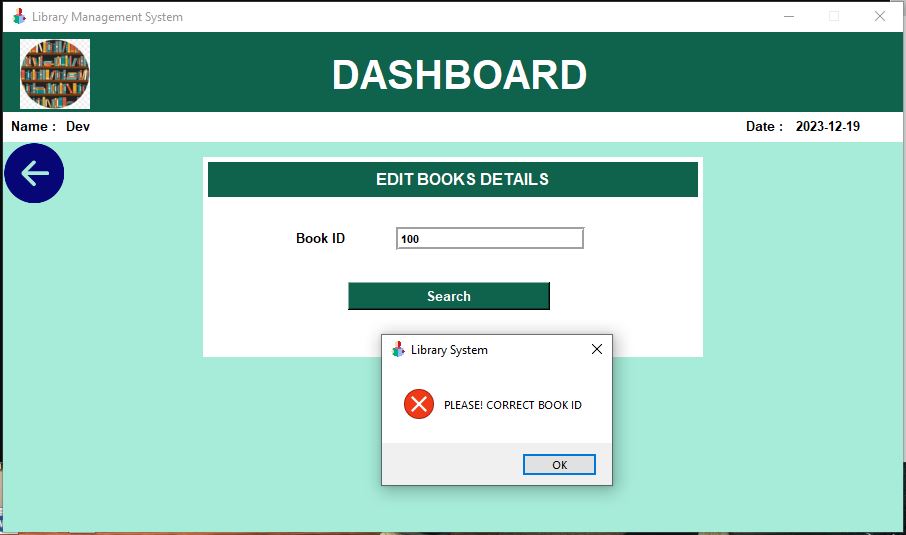 Library Management System
DASHBOARD
Name : Dev
Date : 2023-12-19
EDIT BOOKS DETAILS
Book ID 100
Search
Library System
PLEASE! CORRECT BOOK ID
OK